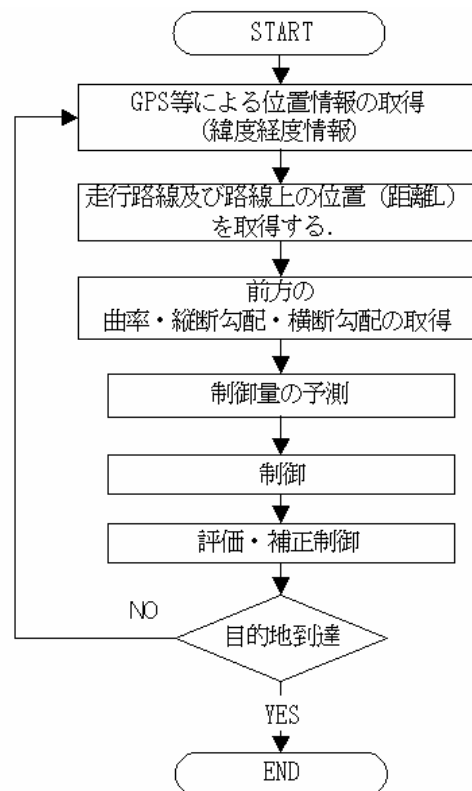 START
GPS等による位置情報の取得
(緯度経度情報)
走行路線及び路線上の位置（距離L）
を取得する.
前方の
曲率・縦断勾配・横断勾配の取得
制御量の予測
制御
評価・補正制御
NO
目的地到達
YES
END